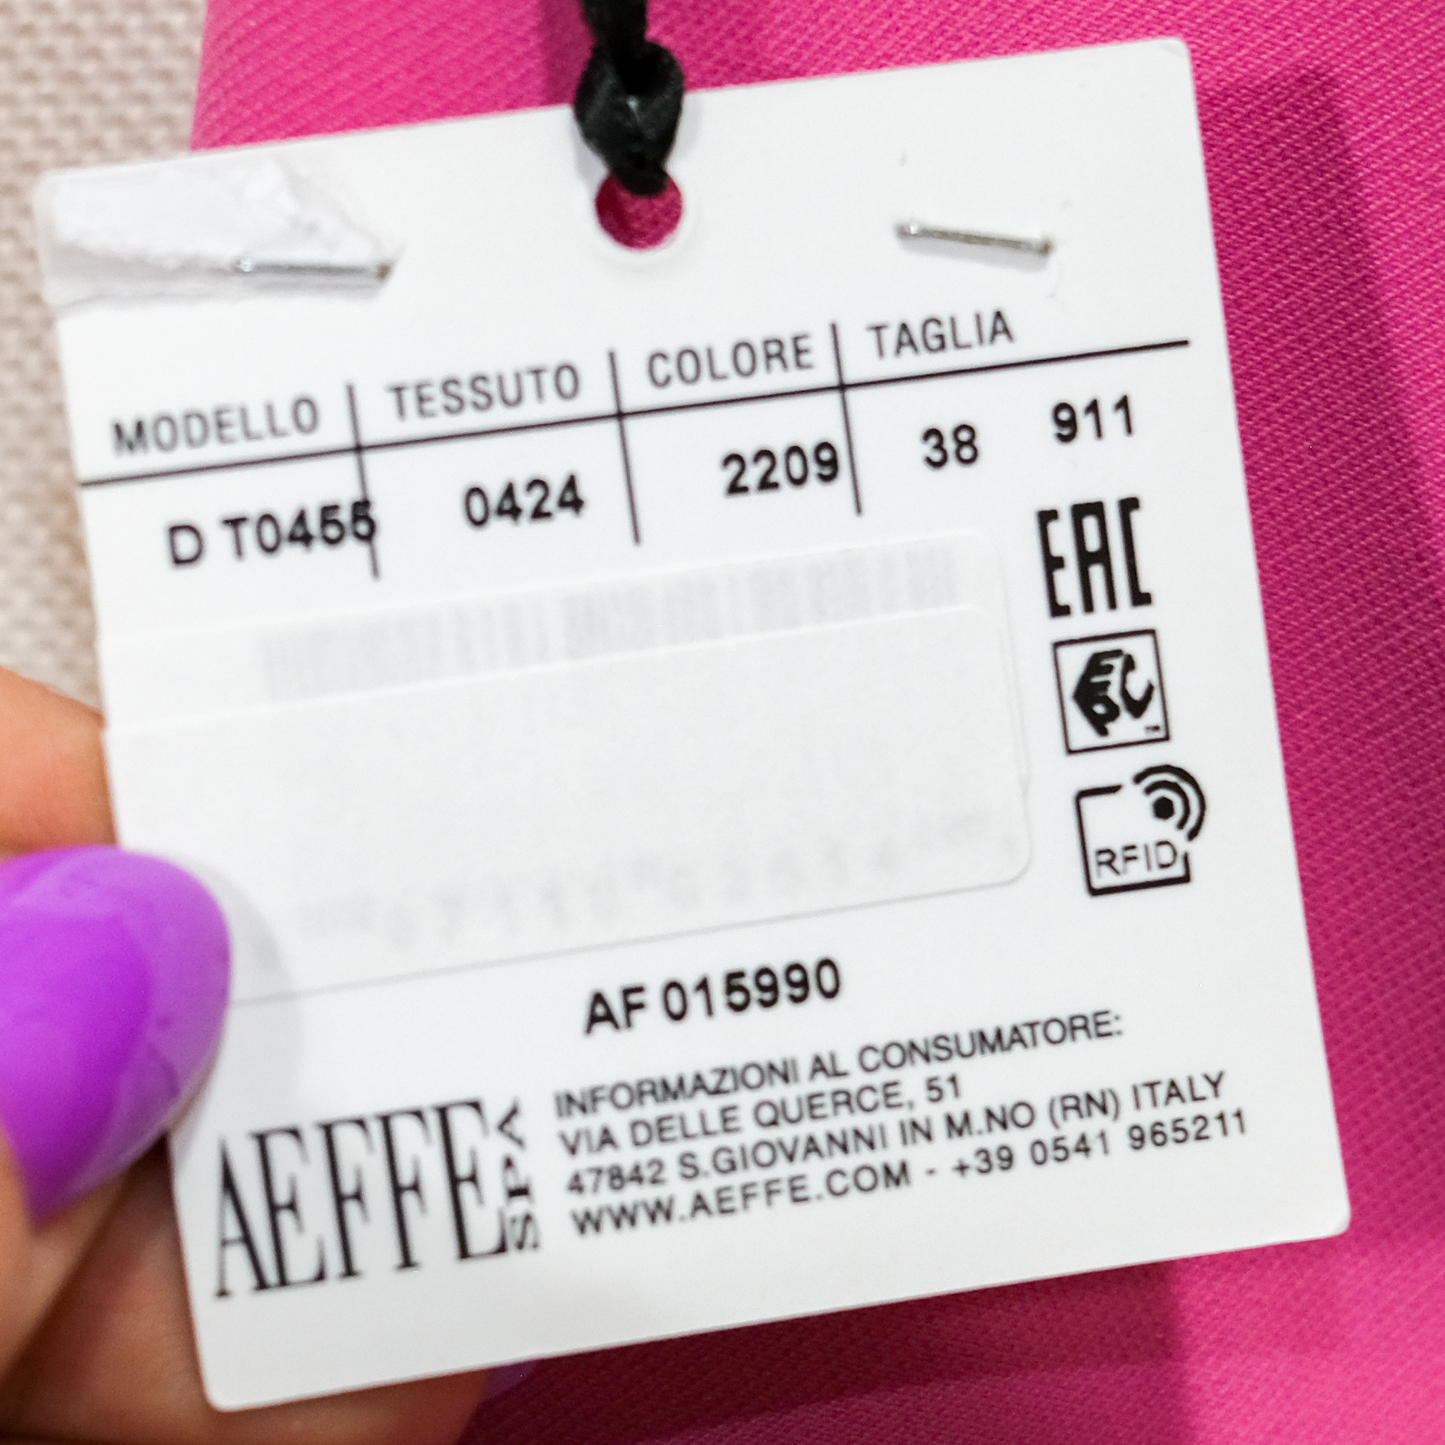 MODELLO TESSUTO COLORE TAGLIA
D T0455 0424 2209 38 911
EAC
EPC
RFID
AF 015990
AEFFE SPA
INFORMAZIONI AL CONSUMATORE:
VIA DELLE QUERCE, 51
47842 S.GIOVANNI IN M.NO (RN) ITALY
WWW.AEFFE.COM - +39 0541 965211